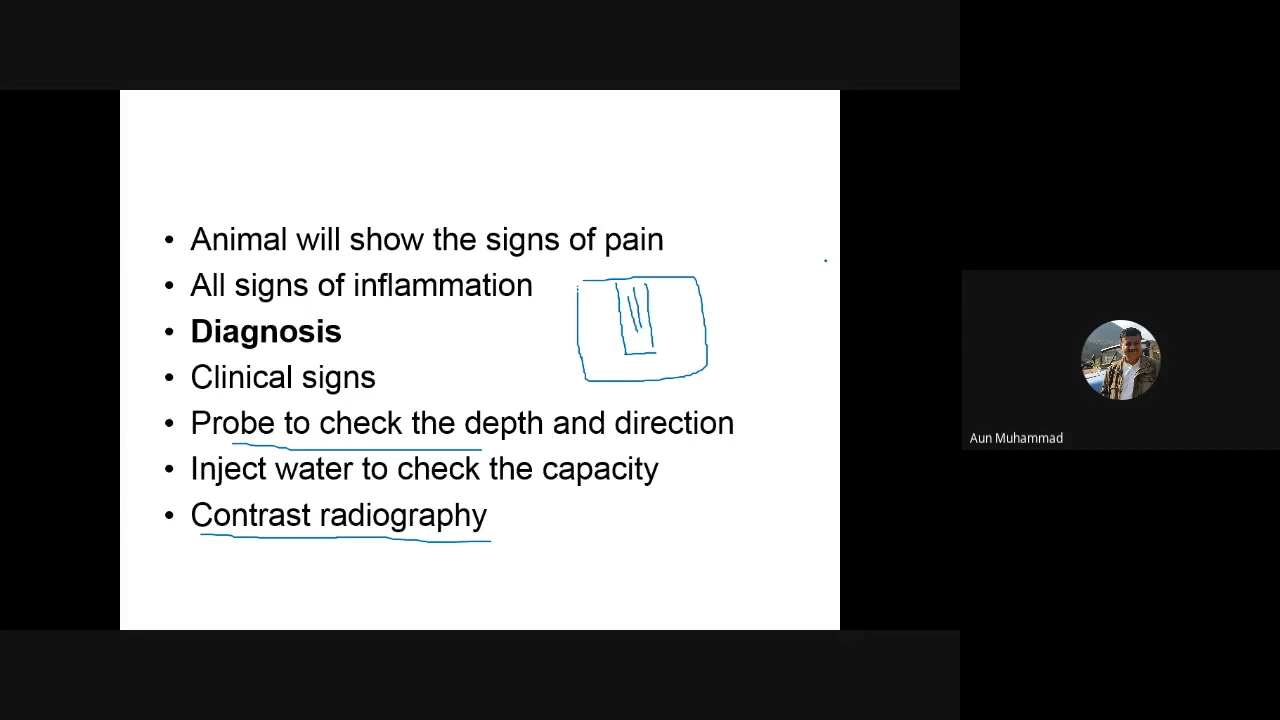 • Animal will show the signs of pain
• All signs of inflammation
• Diagnosis
• Clinical signs
• Probe to check the depth and direction
• Inject water to check the capacity
• Contrast radiography
Aun Muhammad